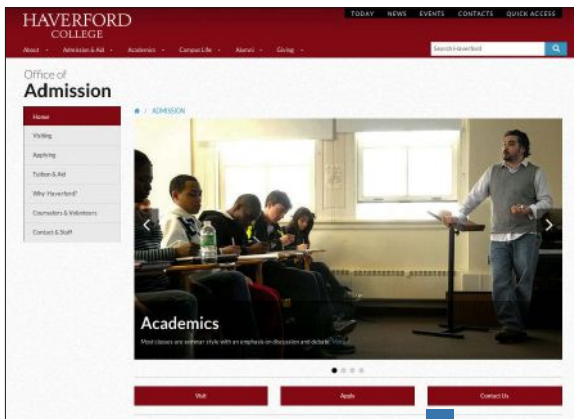 HAVERFORD
COLLEGE
TODAY NEWS EVENTS CONTACTS QUICK ACCESS
About Admission & Aid Academics Campus Life Alumni Giving
Search Haverford
Office of
Admission
Home
Visiting
Applying
Tuition & Aid
Why Haverford?
Counselors & Volunteers
Contact & Staff
/ ADMISSION
Academics
Most classes are seminar style with an emphasis on discussion and debate.
Visit
Apply
Contact Us